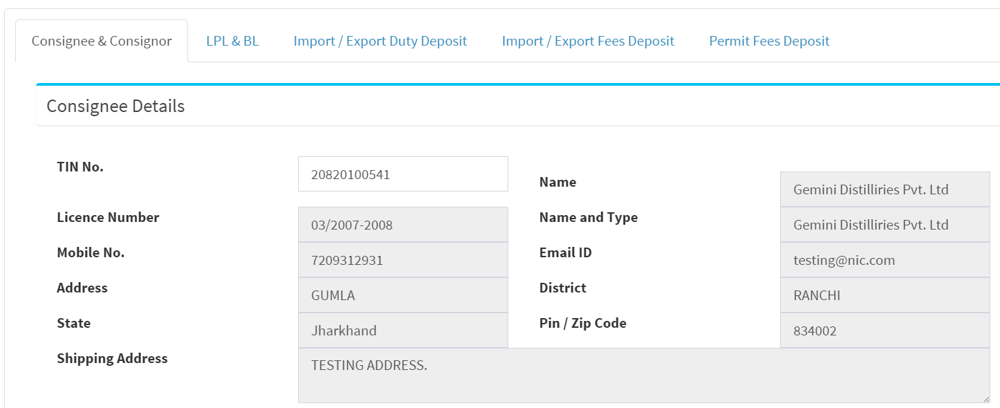 Consignee & Consignor LPL & BL Import / Export Duty Deposit Import / Export Fees Deposit Permit Fees Deposit
Consignee Details
TIN No. 20820100541 Name Gemini Distilliries Pvt. Ltd
Licence Number 03/2007-2008 Name and Type Gemini Distilliries Pvt. Ltd
Mobile No. 7209312931 Email ID testing@nic.com
Address GUMLA District RANCHI
State Jharkhand Pin / Zip Code 834002
Shipping Address TESTING ADDRESS.